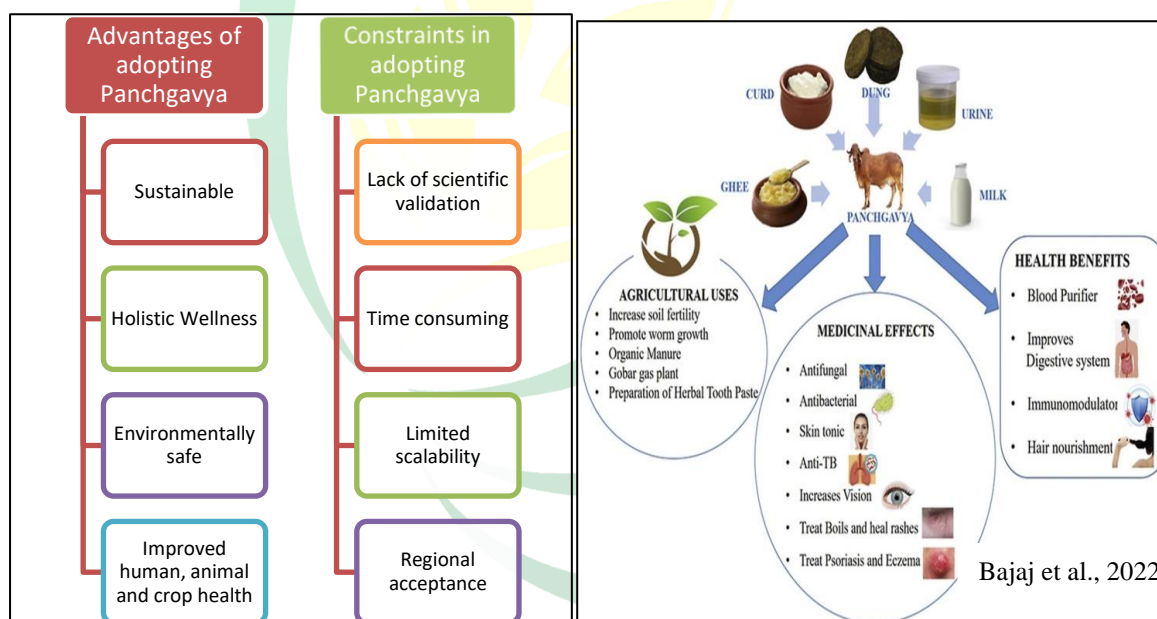 Advantages of
adopting
Panchgavya
Sustainable
Holistic Wellness
Environmentally
safe
Improved
human, animal
and crop health
Constraints in
adopting
Panchgavya
Lack of scientific
validation
Time consuming
Limited
scalability
Regional
acceptance
CURD
DUNG
URINE
GHEE
MILK
PANCHGAVYA
AGRICULTURAL USES
• Increase soil fertility
• Promote worm growth
• Organic Manure
• Gobar gas plant
• Preparation of Herbal Tooth Paste
MEDICINAL EFFECTS
• Antifungal
• Antibacterial
• Skin tonic
• Anti-TB
• Increases Vision
• Treat Boils and heal rashes
• Treat Psoriasis and Eczema
HEALTH BENEFITS
• Blood Purifier
• Improves
Digestive system
• Immunomodulator
• Hair nourishment
Bajaj et al., 2022